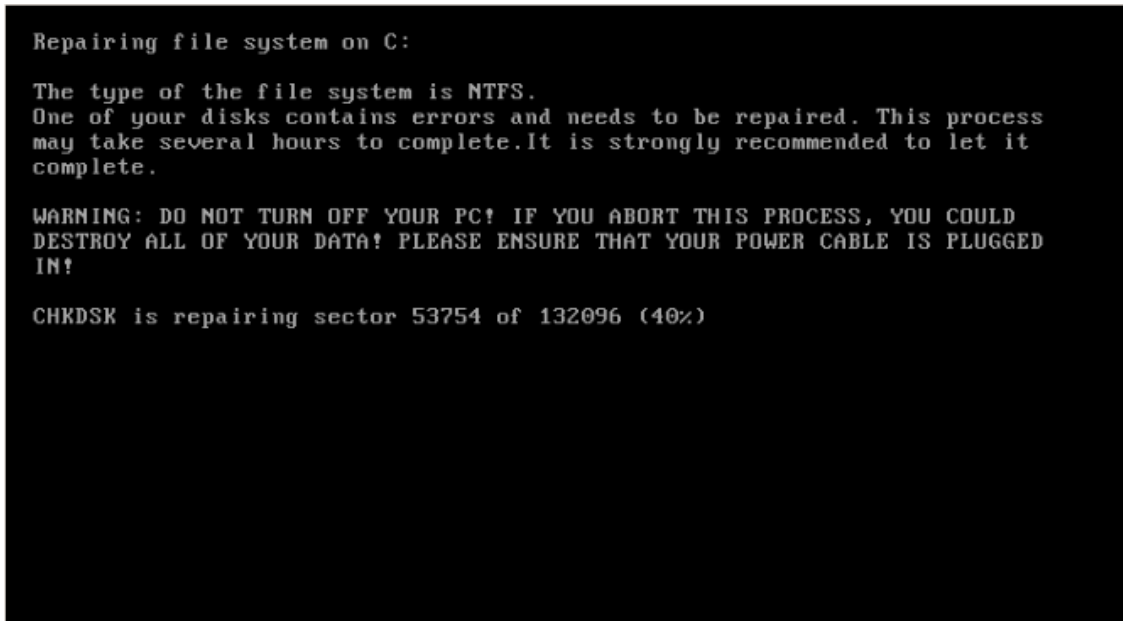 Repairing file system on C:
The type of the file system is NTFS.
One of your disks contains errors and needs to be repaired. This process
may take several hours to complete.It is strongly recommended to let it
complete.
WARNING: DO NOT TURN OFF YOUR PC! IF YOU ABORT THIS PROCESS, YOU COULD
DESTROY ALL OF YOUR DATA! PLEASE ENSURE THAT YOUR POWER CABLE IS PLUGGED
IN!
CHKDSK is repairing sector 53754 of 132096 (40%)